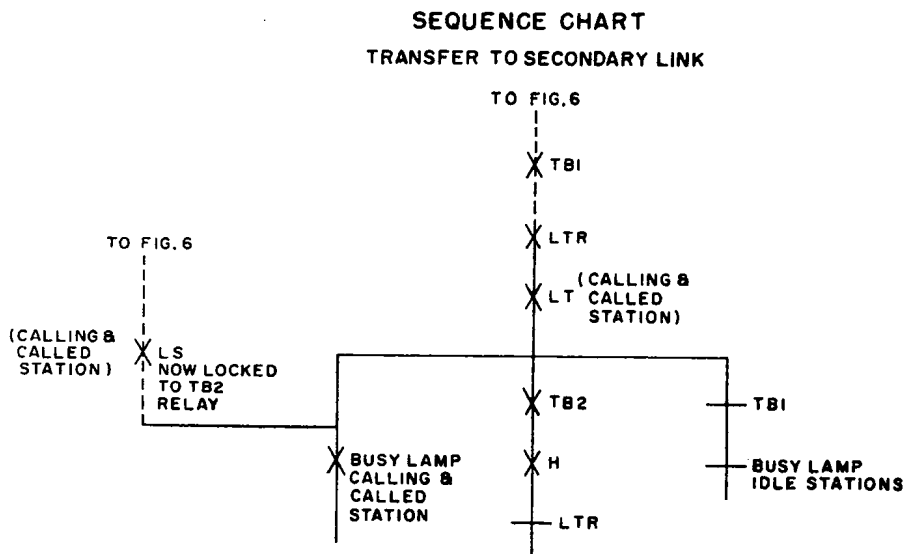 SEQUENCE CHART
TRANSFER TO SECONDARY LINK
TO FIG. 6
TB1
LTR
TO FIG. 6
LT (CALLING &
CALLED
STATION)
(CALLING &
CALLED
STATION)
LS
NOW LOCKED
TO TB2
RELAY
TB2
TB1
H
BUSY LAMP
CALLING &
CALLED
STATION
BUSY LAMP
IDLE STATIONS
LTR